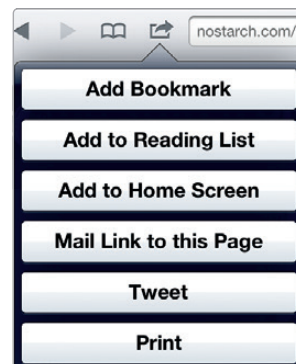 nostarch.com/
Add Bookmark
Add to Reading List
Add to Home Screen
Mail Link to this Page
Tweet
Print